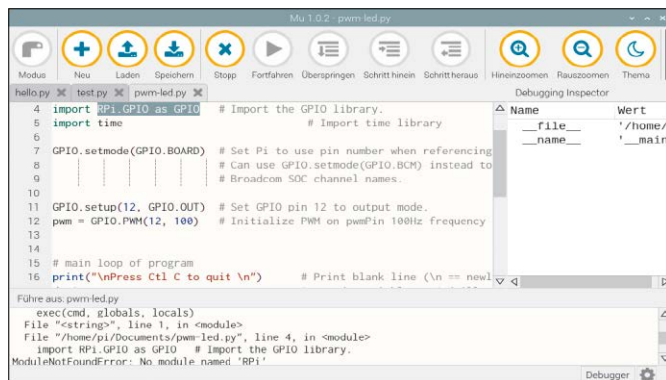 Mu 1.0.2 - pwm-led.py
Modus Neu Laden Speichern Stopp Fortfahren Überspringen Schritt hinein Schritt heraus Hineinzoomen Rauszoomen Thema
hello.py test.py pwm-led.py Debugging Inspector
4 import RPi.GPIO as GPIO # Import the GPIO library.
5 import time # Import time library
6
7 GPIO.setmode(GPIO.BOARD) # Set Pi to use pin number when referencing
8 # Can use GPIO.setmode(GPIO.BCM) instead to
9 # Broadcom SOC channel names.
10
11 GPIO.setup(12, GPIO.OUT) # Set GPIO pin 12 to output mode.
12 pwm = GPIO.PWM(12, 100) # Initialize PWM on pwmPin 100Hz frequency
13
14
15 # main loop of program
16 print("\nPress Ctl C to quit \n") # Print blank line (\n == newl
Name Wert
__file__ '/home/
__name__ '__main
Führe aus: pwm-led.py
exec(cmd, globals, locals)
File "<string>", line 1, in <module>
File "/home/pi/Documents/pwm-led.py", line 4, in <module>
import RPi.GPIO as GPIO # Import the GPIO library.
ModuleNotFoundError: No module named 'RPi'
Debugger